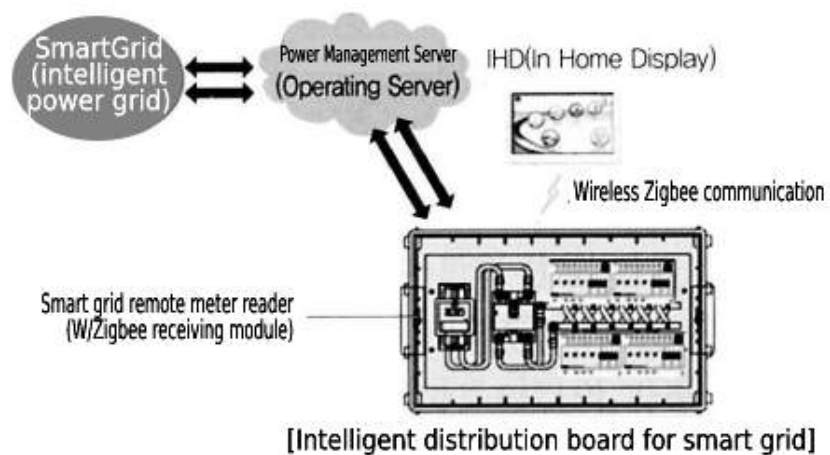 SmartGrid
(intelligent
power grid)
Power Management Server
(Operating Server)
IHD(In Home Display)
Wireless Zigbee communication
Smart grid remote meter reader
(W/Zigbee receiving module)
[Intelligent distribution board for smart grid]